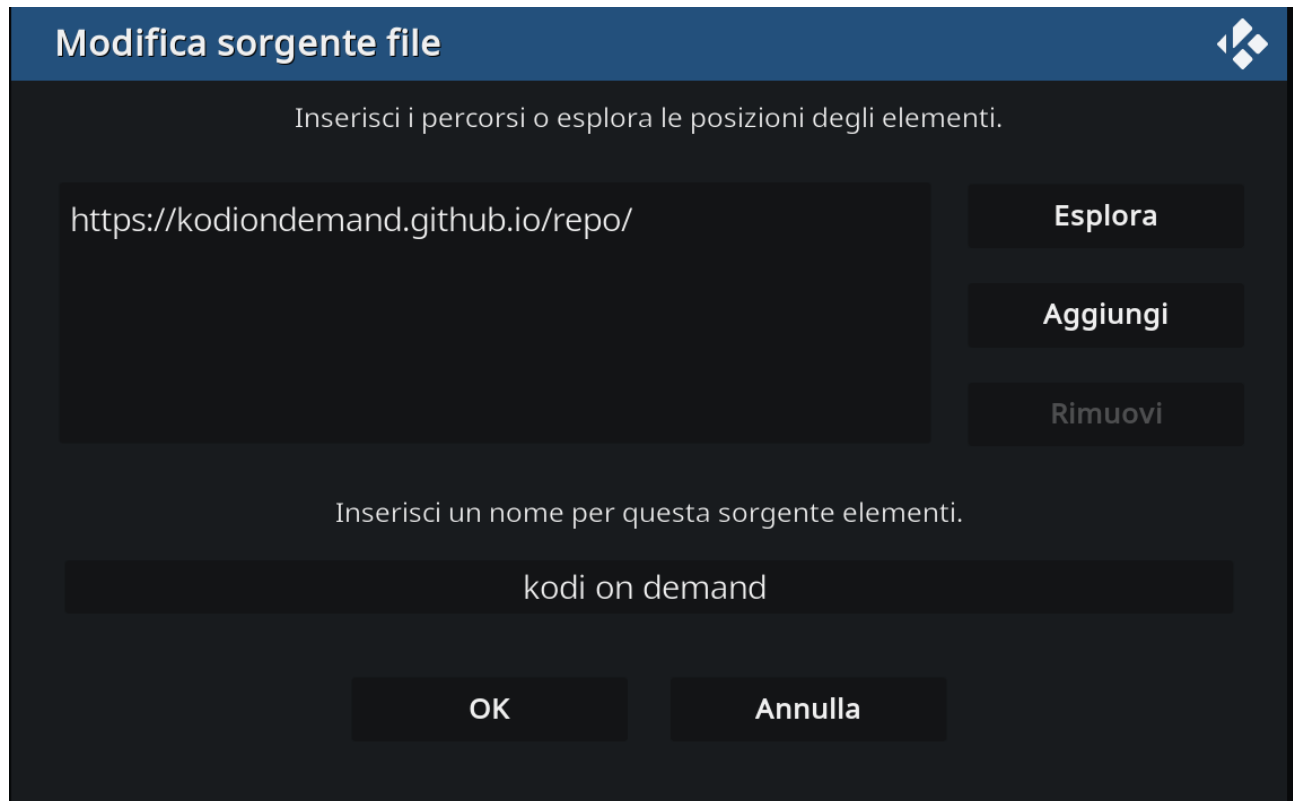 Modifica sorgente file
Inserisci i percorsi o esplora le posizioni degli elementi.
https://kodiondemand.github.io/repo/
Esplora
Aggiungi
Rimuovi
Inserisci un nome per questa sorgente elementi.
kodi on demand
OK
Annulla